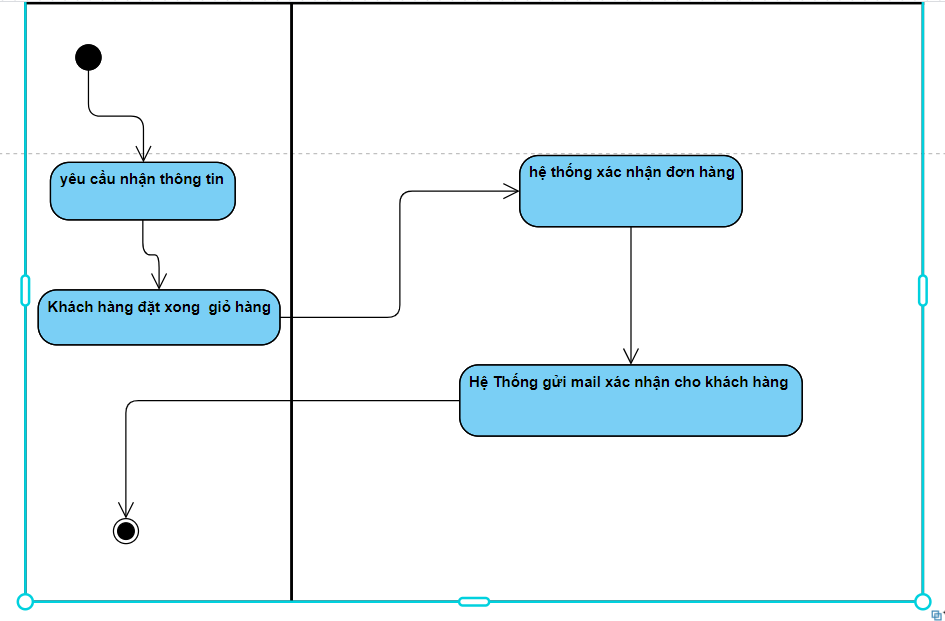 yêu cầu nhận thông tin
hệ thống xác nhận đơn hàng
Khách hàng đặt xong  giỏ hàng
Hệ Thống gửi mail xác nhận cho khách hàng